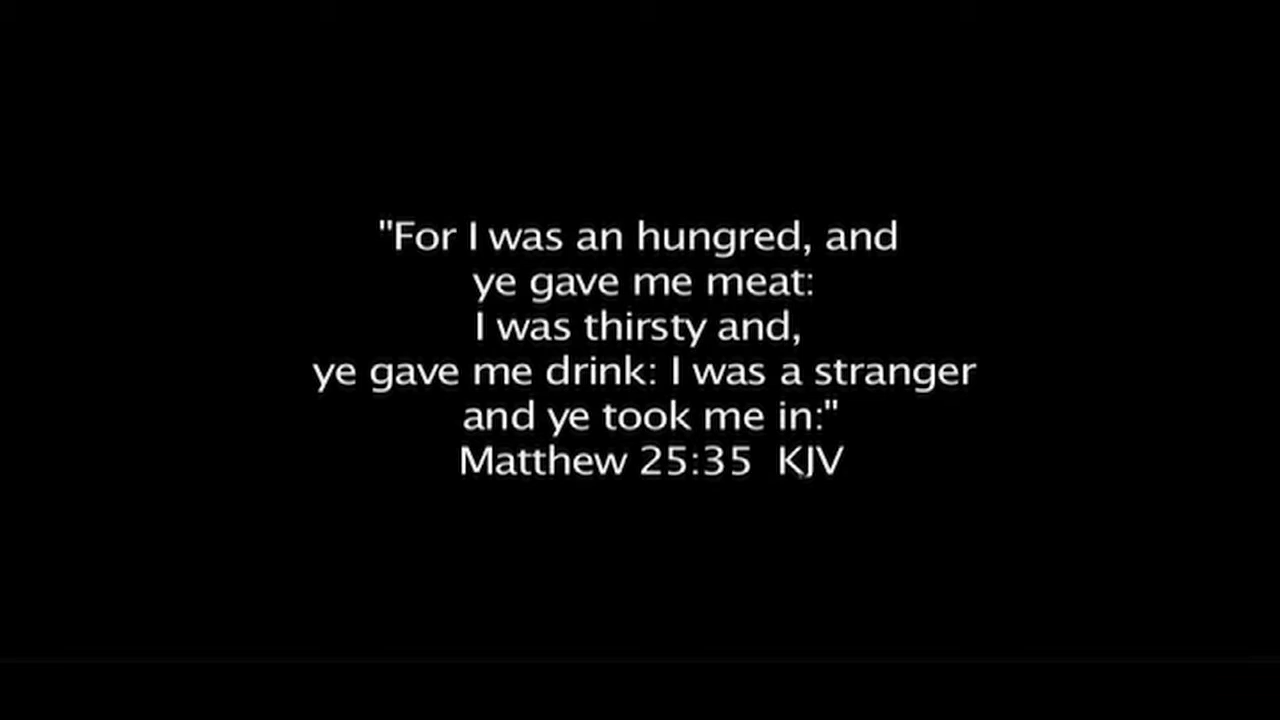 "For I was an hungred, and
ye gave me meat:
I was thirsty and,
ye gave me drink: I was a stranger
and ye took me in:"
Matthew 25:35 KJV